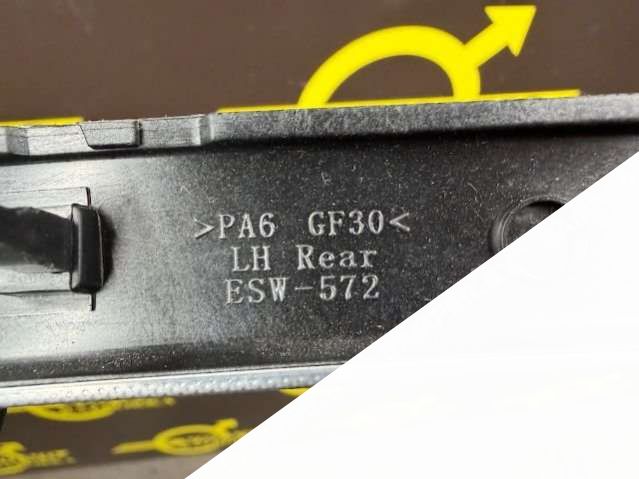 >PA6 GF30<
LH Rear
ESW-572